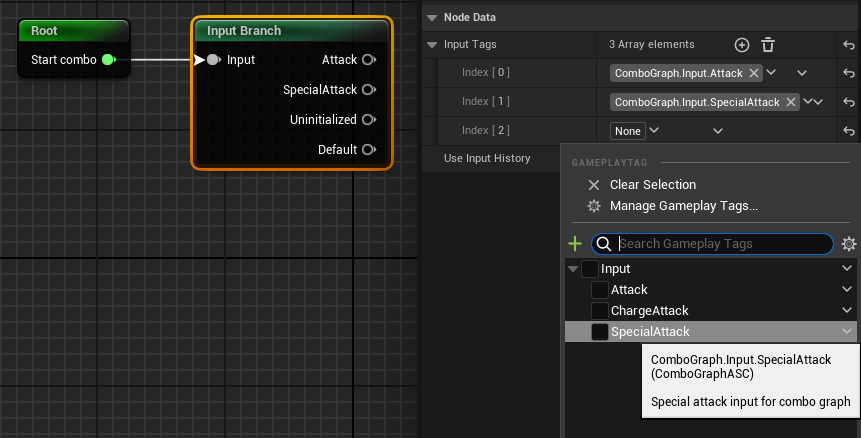 Root
Start combo
Input Branch
Input
Attack
SpecialAttack
Uninitialized
Default
Node Data
Input Tags
3 Array elements
Index [ 0 ]
ComboGraph.Input.Attack
Index [ 1 ]
ComboGraph.Input.SpecialAttack
Index [ 2 ]
None
Use Input History
GAMEPLAYTAG
Clear Selection
Manage Gameplay Tags...
Search Gameplay Tags
Input
Attack
ChargeAttack
SpecialAttack
ComboGraph.Input.SpecialAttack
(ComboGraphASC)
Special attack input for combo graph